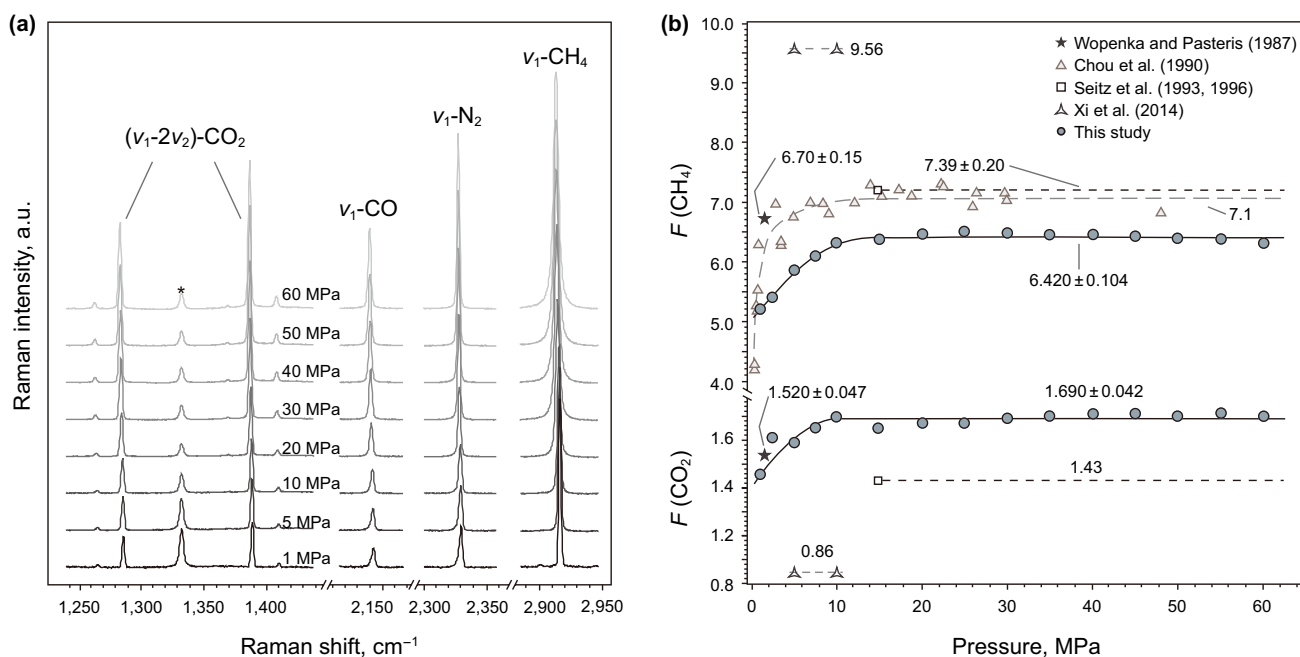 (a)
ν₁-CH₄
ν₁-N₂
(ν₁-2ν₂)-CO₂
ν₁-CO
*
60 MPa
50 MPa
40 MPa
30 MPa
20 MPa
10 MPa
5 MPa
1 MPa
Raman intensity, a.u.
1,250 1,300 1,350 1,400 2,150 2,300 2,350 2,900 2,950
Raman shift, cm⁻¹
(b)
10.0
9.0
8.0
7.0
6.0
5.0
4.0
1.6
1.4
1.2
1.0
0.8
F (CH₄)
F (CO₂)
Wopenka and Pasteris (1987)
Chou et al. (1990)
Seitz et al. (1993, 1996)
Xi et al. (2014)
This study
9.56
6.70 ± 0.15
7.39 ± 0.20
7.1
6.420 ± 0.104
1.520 ± 0.047
1.690 ± 0.042
1.43
0.86
0 10 20 30 40 50 60
Pressure, MPa